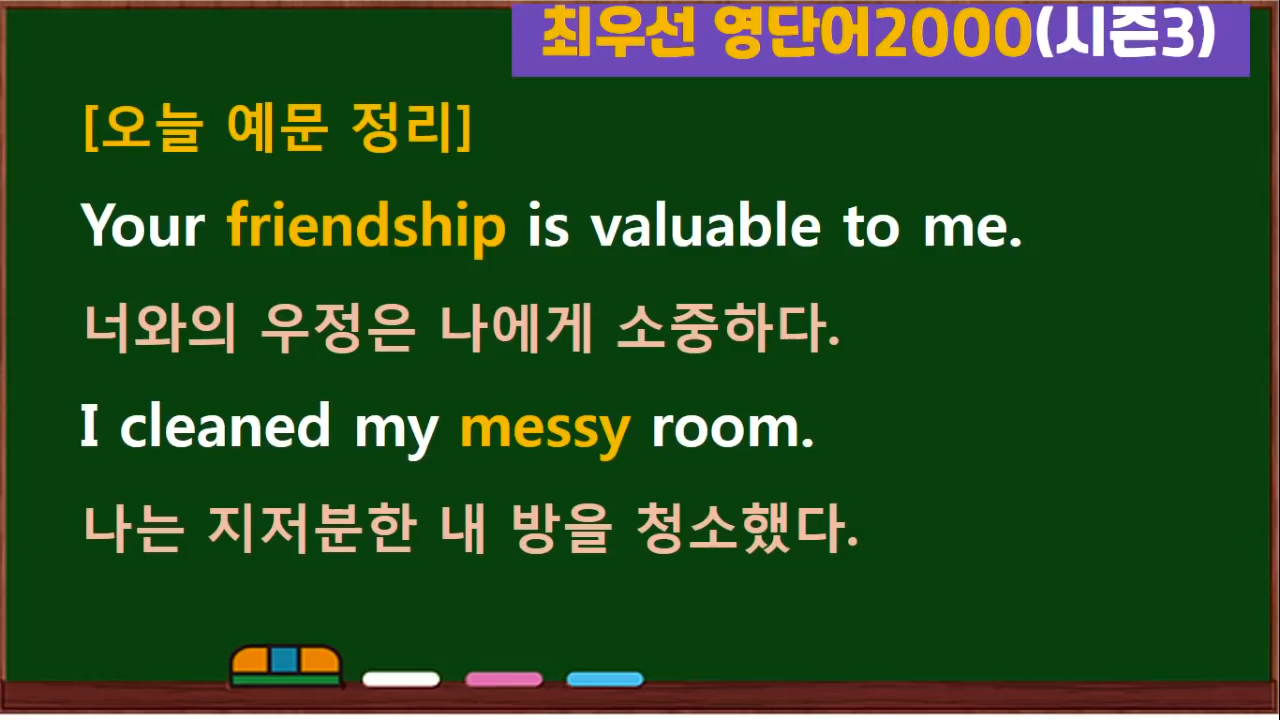 최우선 영단어2000(시즌3)
[오늘 예문 정리]
Your friendship is valuable to me.
너와의 우정은 나에게 소중하다.
I cleaned my messy room.
나는 지저분한 내 방을 청소했다.